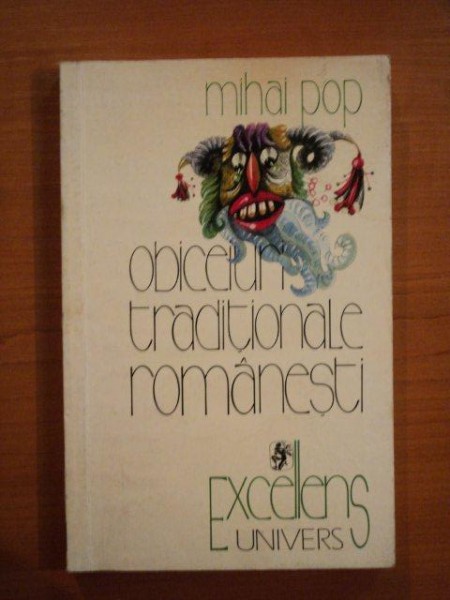 mihai pop
obiceiuri
tradiționale
românești
Excellens
UNIVERS